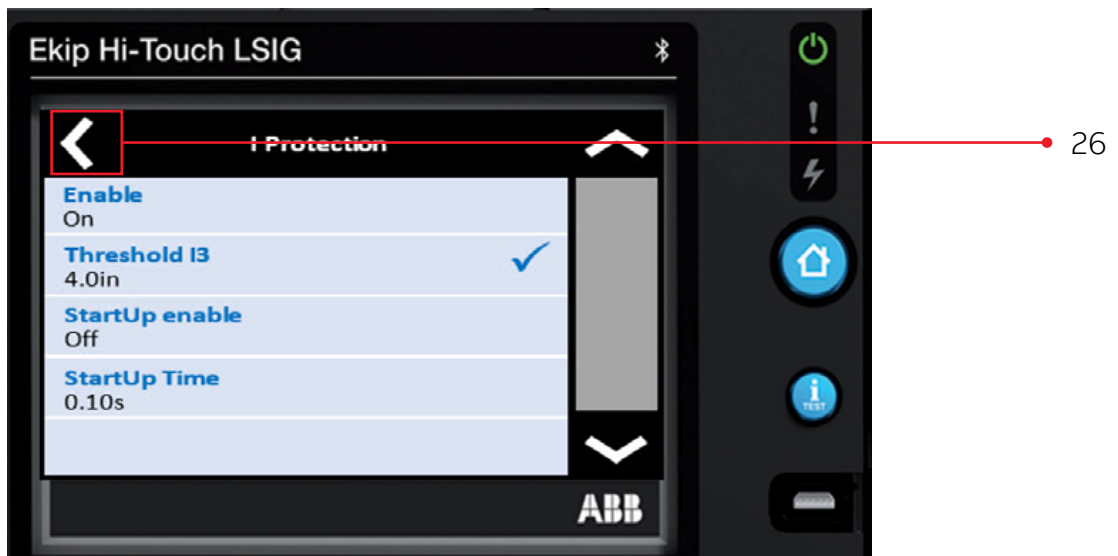 Ekip Hi-Touch LSIG
I Protection
26
Enable
On
Threshold I3
4.0in
StartUp enable
Off
StartUp Time
0.10s
i
TEST
ABB